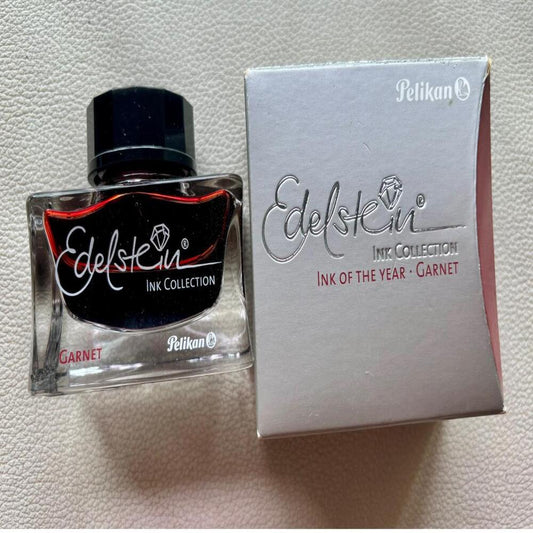 Edelstein®
INK COLLECTION
GARNET
Pelikan
Pelikan
Edelstein®
INK COLLECTION
INK OF THE YEAR · GARNET